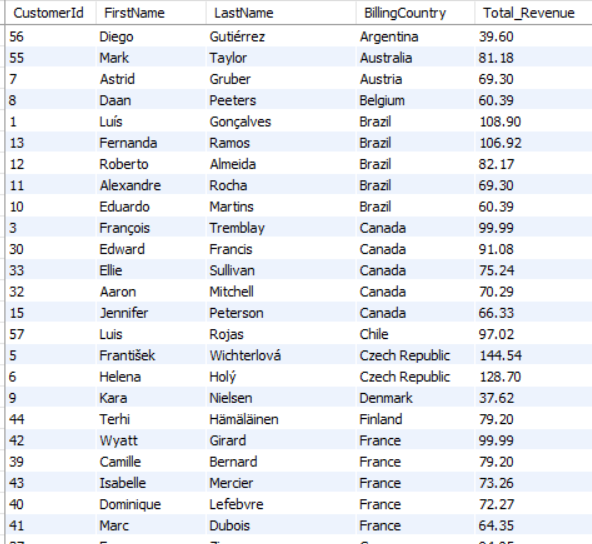 CustomerId FirstName LastName BillingCountry Total_Revenue
56 Diego Gutiérrez Argentina 39.60
55 Mark Taylor Australia 81.18
7 Astrid Gruber Austria 69.30
8 Daan Peeters Belgium 60.39
1 Luís Gonçalves Brazil 108.90
13 Fernanda Ramos Brazil 106.92
12 Roberto Almeida Brazil 82.17
11 Alexandre Rocha Brazil 69.30
10 Eduardo Martins Brazil 60.39
3 François Tremblay Canada 99.99
30 Edward Francis Canada 91.08
33 Ellie Sullivan Canada 75.24
32 Aaron Mitchell Canada 70.29
15 Jennifer Peterson Canada 66.33
57 Luis Rojas Chile 97.02
5 František Wichterlová Czech Republic 144.54
6 Helena Holý Czech Republic 128.70
9 Kara Nielsen Denmark 37.62
44 Terhi Hämäläinen Finland 79.20
42 Wyatt Girard France 99.99
39 Camille Bernard France 79.20
43 Isabelle Mercier France 73.26
40 Dominique Lefebvre France 72.27
41 Marc Dubois France 64.35